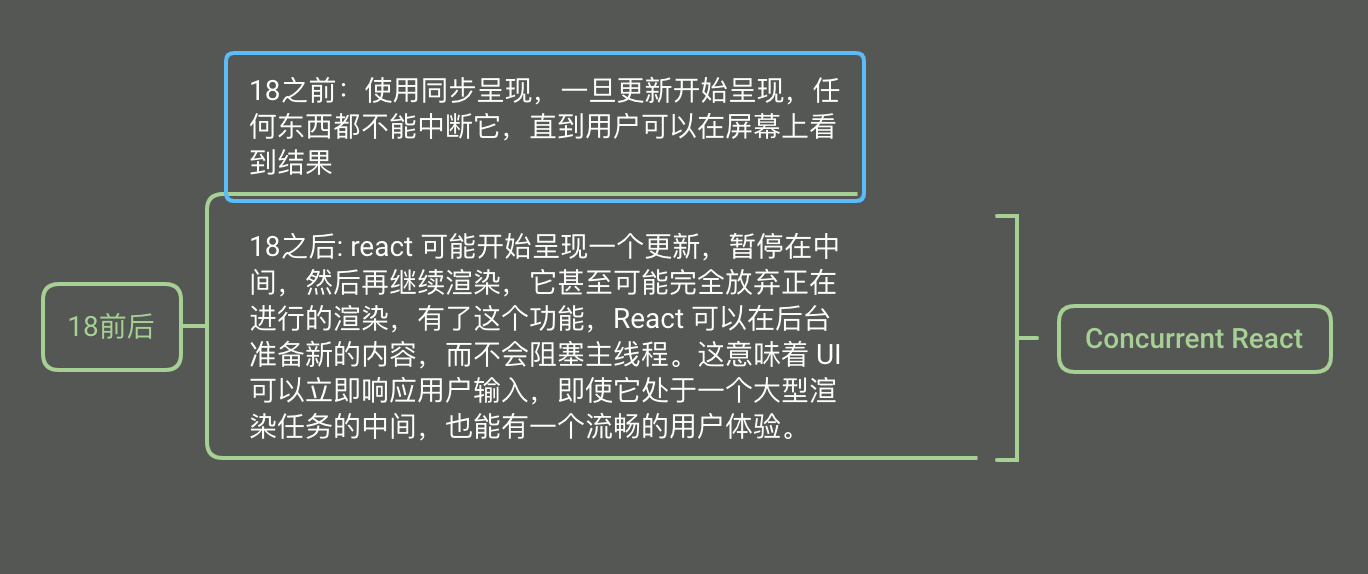 18之前：使用同步呈现，一旦更新开始呈现，任
何东西都不能中断它，直到用户可以在屏幕上看
到结果
18之后: react 可能开始呈现一个更新，暂停在中
间，然后再继续渲染，它甚至可能完全放弃正在
进行的渲染，有了这个功能，React 可以在后台
准备新的内容，而不会阻塞主线程。这意味着 UI
可以立即响应用户输入，即使它处于一个大型渲
染任务的中间，也能有一个流畅的用户体验。
18前后
Concurrent React